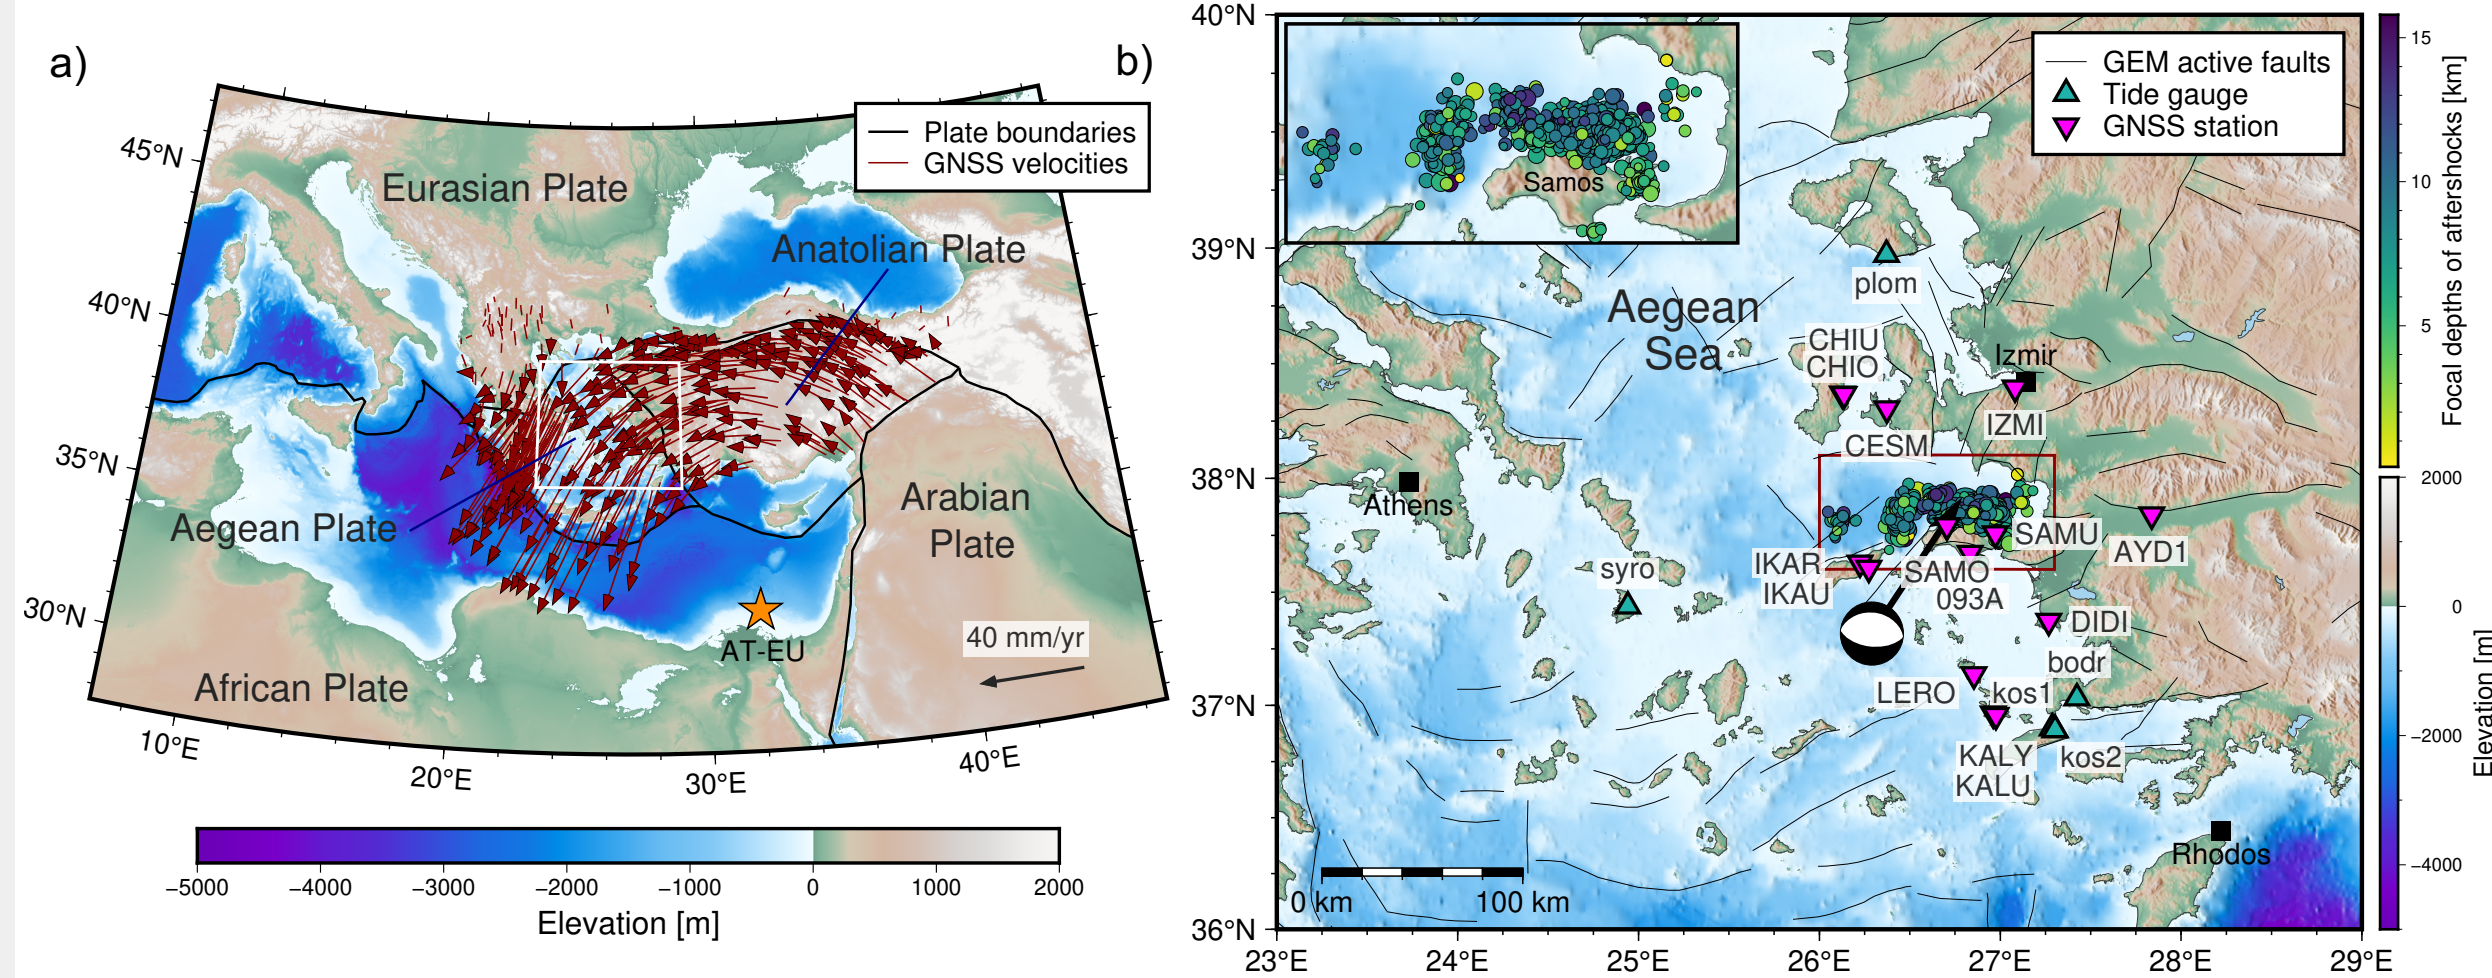 a)
45°N
40°N
35°N
30°N
10°E
20°E
30°E
40°E
Plate boundaries
GNSS velocities
Eurasian Plate
Anatolian Plate
Aegean Plate
Arabian
Plate
African Plate
AT-EU
40 mm/yr
−5000
−4000
−3000
−2000
−1000
0
1000
2000
Elevation [m]
b)
40°N
39°N
38°N
37°N
36°N
23°E
24°E
25°E
26°E
27°E
28°E
29°E
GEM active faults
Tide gauge
GNSS station
Samos
Aegean
Sea
plom
CHIU
CHIO
Izmir
IZMI
CESM
Athens
SAMU
AYD1
IKAR
IKAU
SAMO
093A
syro
DIDI
bodr
LERO
kos1
KALY
KALU
kos2
Rhodos
0 km
100 km
15
10
5
Focal depths of aftershocks [km]
2000
0
−2000
−4000
Elevation [m]